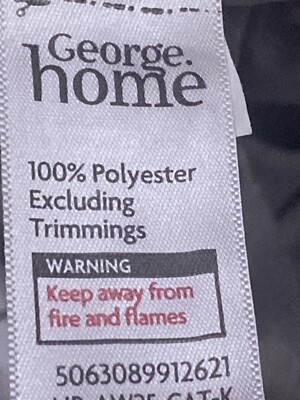 George.
home
100% Polyester
Excluding
Trimmings
WARNING
Keep away from
fire and flames
5063089912621